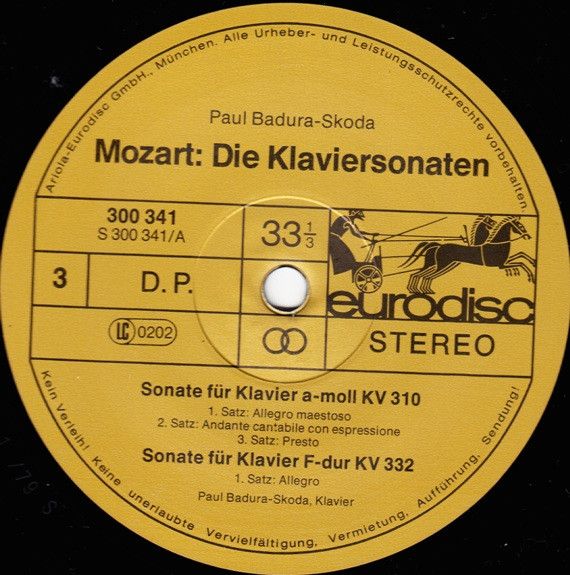 Ariola-Eurodisc GmbH., München. Alle Urheber- und Leistungsschutzrechte vorbehalten.
Paul Badura-Skoda
Mozart: Die Klaviersonaten
300 341
S 300 341/A
33 1/3
3
D.P.
eurodisc
LC 0202
STEREO
Sonate für Klavier a-moll KV 310
1. Satz: Allegro maestoso
2. Satz: Andante cantabile con espressione
3. Satz: Presto
Sonate für Klavier F-dur KV 332
1. Satz: Allegro
Paul Badura-Skoda, Klavier
Kein Verleih! Keine unerlaubte Vervielfältigung, Vermietung, Aufführung, Sendung!